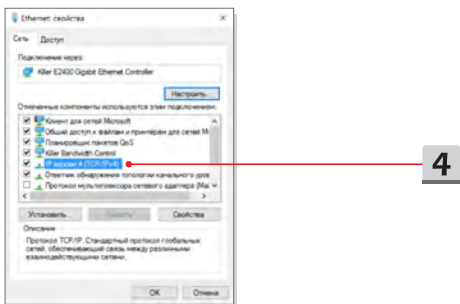 Ethernet: свойства
Сеть Доступ
Подключение через:
Killer E2400 Gigabit Ethernet Controller
Настроить...
Отмеченные компоненты используются этим подключением:
Клиент для сетей Microsoft
Общий доступ к файлам и принтерам для сетей Mi
Планировщик пакетов QoS
Killer Bandwidth Control
IP версии 4 (TCP/IPv4)
4
Ответчик обнаружения топологии канального уров
Протокол мультиплексора сетевого адаптера (Май
Установить... Удалить Свойства
Описание
Протокол TCP/IP. Стандартный протокол глобальных
сетей, обеспечивающий связь между различными
взаимодействующими сетями.
OK Отмена